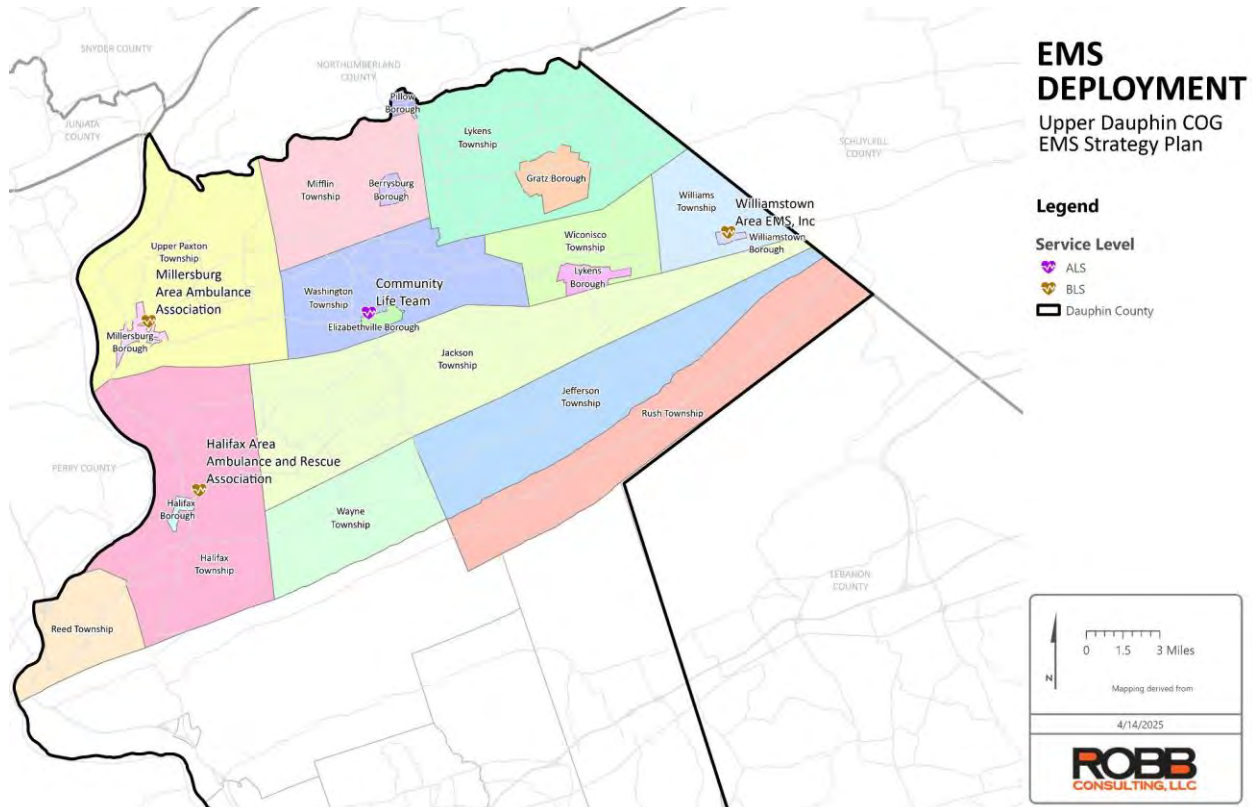 SNYDER COUNTY
NORTHUMBERLAND
COUNTY
JUNIATA
COUNTY
SCHUYLKILL
COUNTY
PERRY COUNTY
LEBANON
COUNTY
Pillow
Borough
Lykens
Township
Mifflin
Township
Berrysburg
Borough
Gratz Borough
Williams
Township
Williamstown
Area EMS, Inc
Williamstown
Borough
Upper Paxton
Township
Millersburg
Area Ambulance
Association
Millersburg
Borough
Washington
Township
Community
Life Team
Elizabethville Borough
Wiconisco
Township
Lykens
Borough
Jackson
Township
Jefferson
Township
Rush Township
Halifax Area
Ambulance and Rescue
Association
Halifax
Borough
Wayne
Township
Halifax
Township
Reed Township
EMS
DEPLOYMENT
Upper Dauphin COG
EMS Strategy Plan
Legend
Service Level
ALS
BLS
Dauphin County
0 1.5 3 Miles
N
Mapping derived from
4/14/2025
ROBB
CONSULTING, LLC